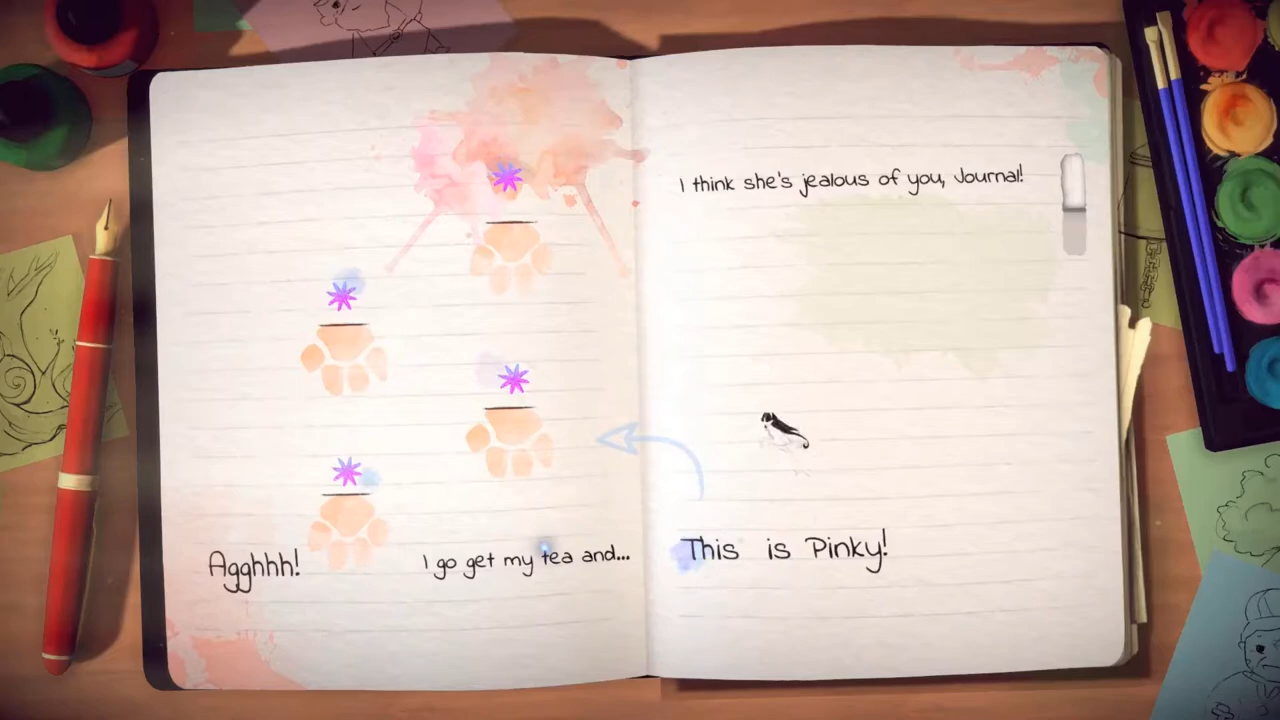 Agghhh!
I go get my tea and...
I think she's jealous of you, Journal!
This is Pinky!